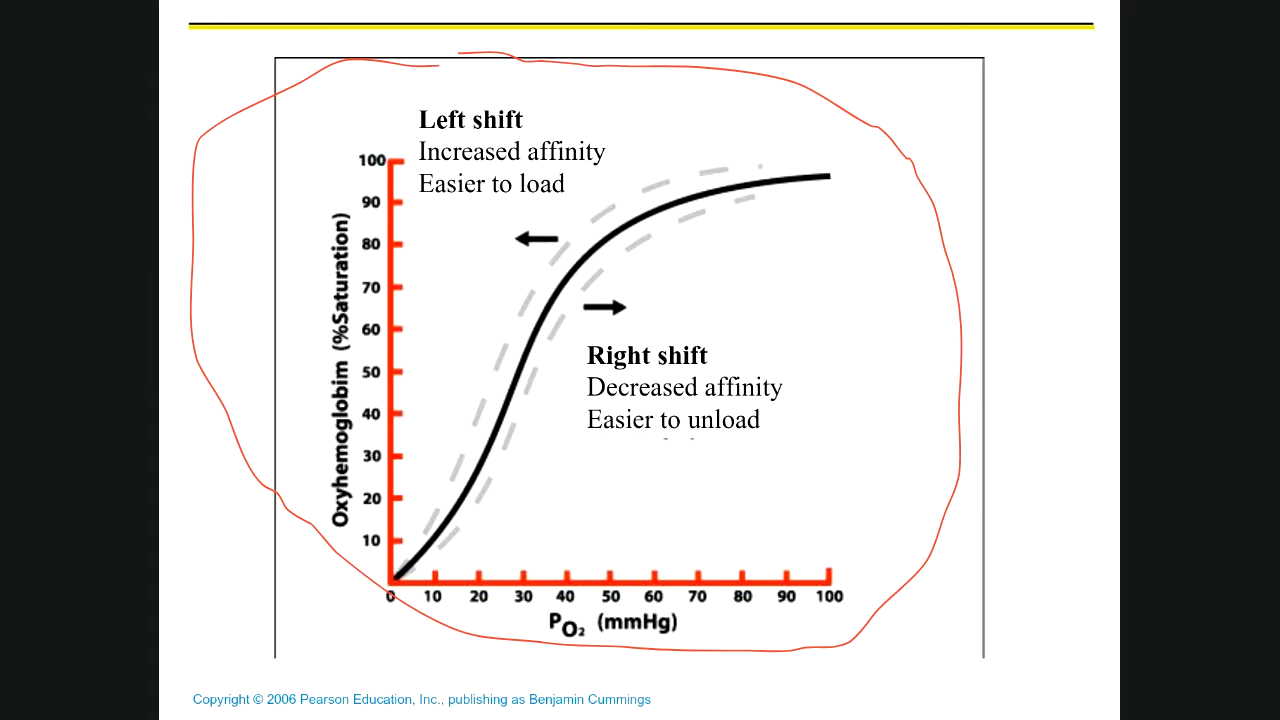 Left shift
Increased affinity
Easier to load
100
90
80
70
60
50
40
30
20
10
Oxyhemoglobim (%Saturation)
Right shift
Decreased affinity
Easier to unload
0 10 20 30 40 50 60 70 80 90 100
PO2 (mmHg)
Copyright © 2006 Pearson Education, Inc., publishing as Benjamin Cummings